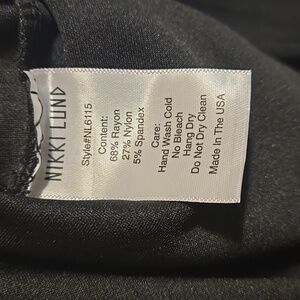 NIKKI LUND
Style#NL6115
Content:
68% Rayon
27% Nylon
5% Spandex
Care:
Hand Wash Cold
No Bleach
Hang Dry
Do Not Dry Clean
Made In The USA